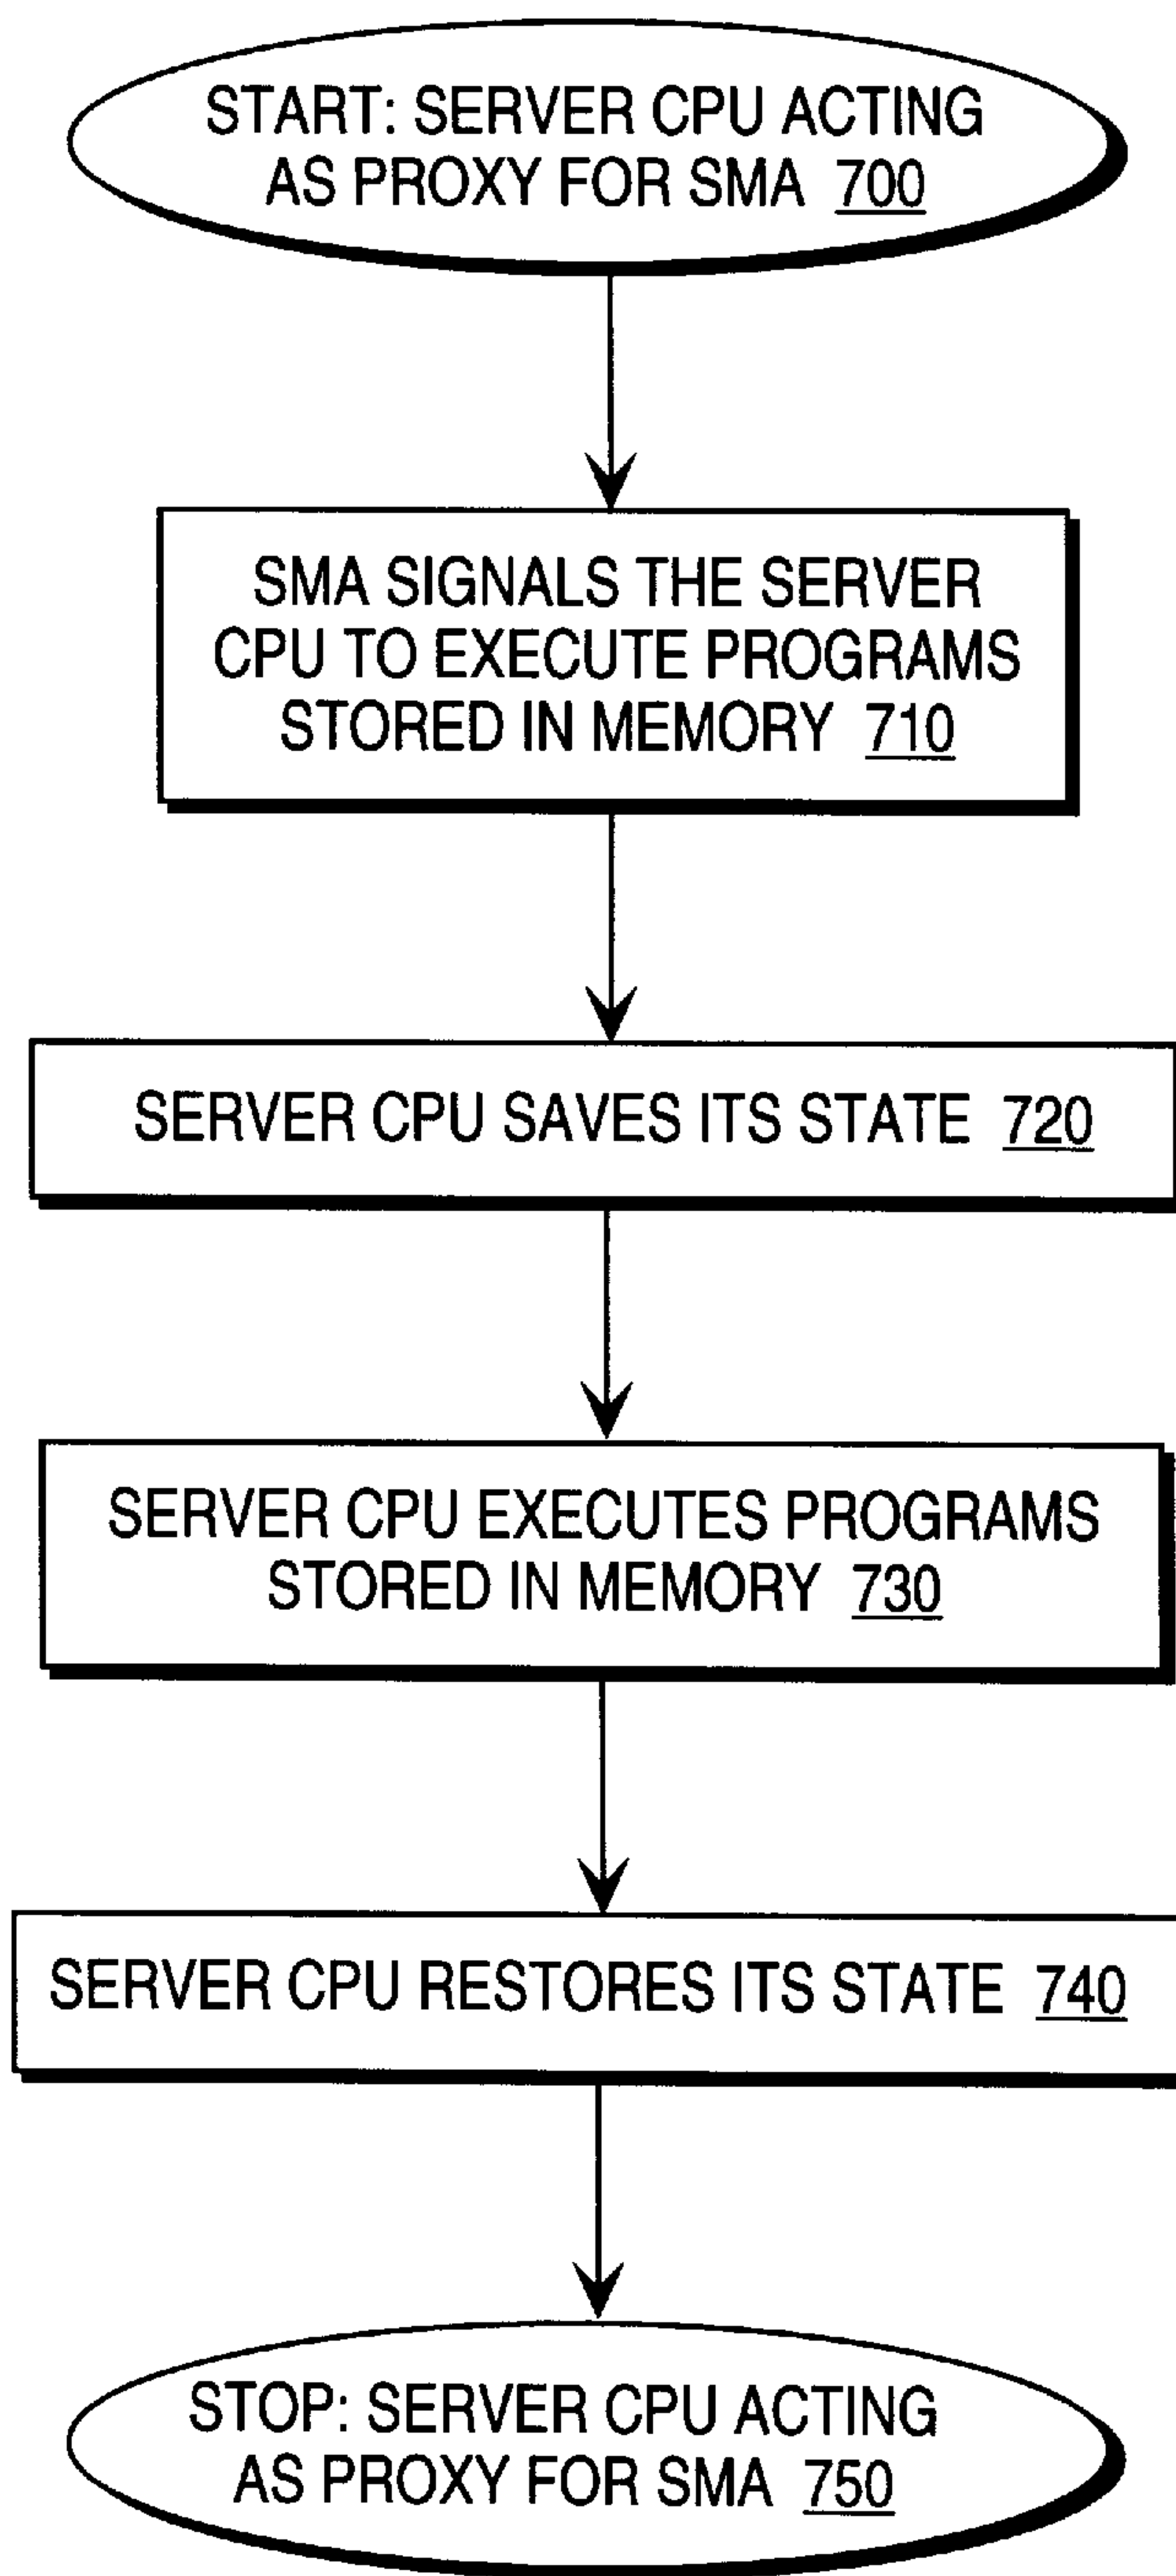 START: SERVER CPU ACTING
AS PROXY FOR SMA 700
SMA SIGNALS THE SERVER
CPU TO EXECUTE PROGRAMS
STORED IN MEMORY 710
SERVER CPU SAVES ITS STATE 720
SERVER CPU EXECUTES PROGRAMS
STORED IN MEMORY 730
SERVER CPU RESTORES ITS STATE 740
STOP: SERVER CPU ACTING
AS PROXY FOR SMA 750